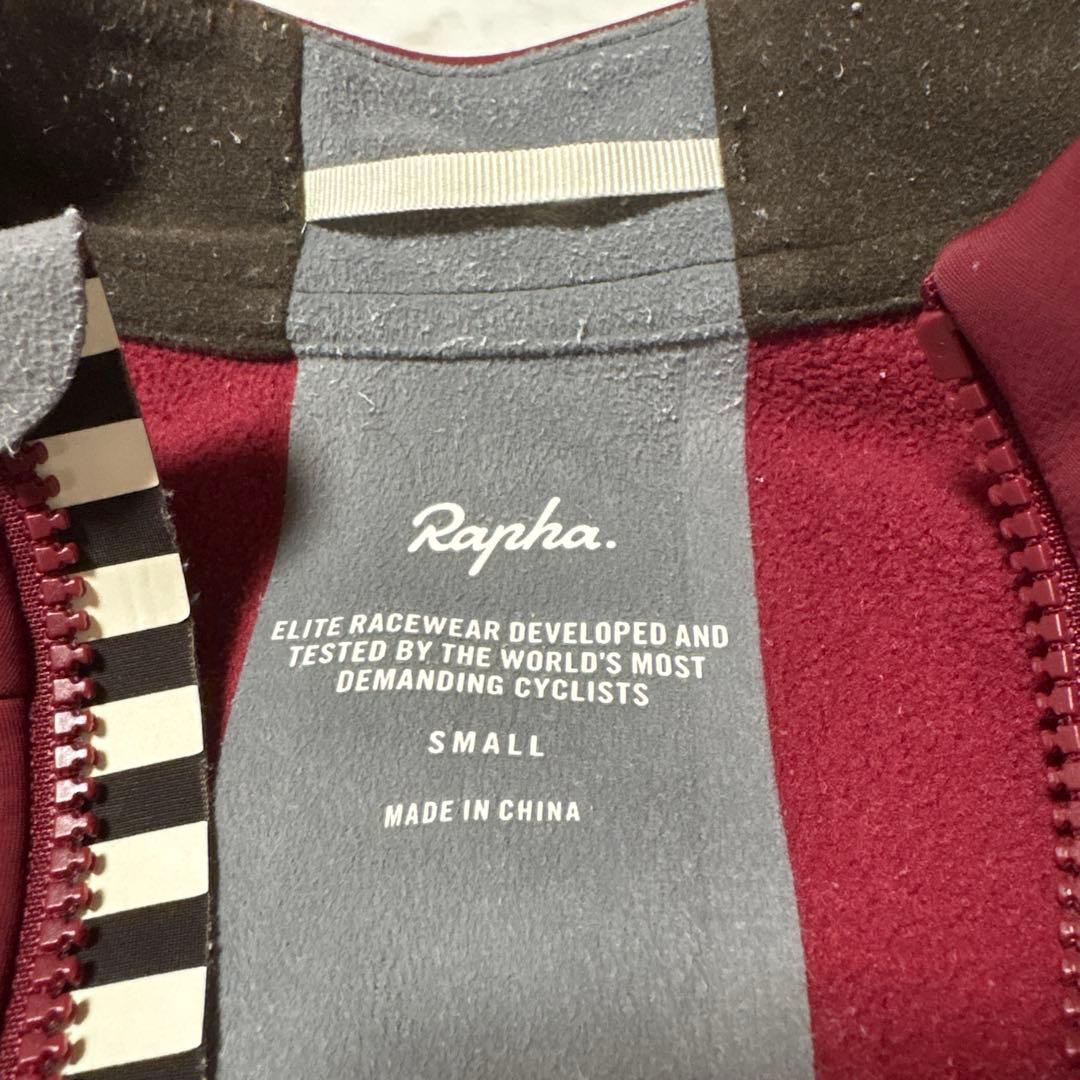 Rapha.
ELITE RACEWEAR DEVELOPED AND
TESTED BY THE WORLD'S MOST
DEMANDING CYCLISTS
SMALL
MADE IN CHINA